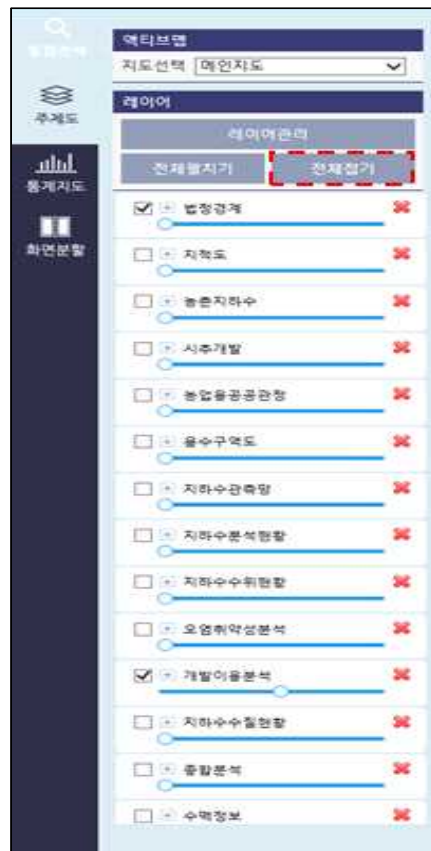 액티브맵
지도선택 메인지도
주제도
레이어
레이어관리
전체펼치기 전체접기
통계지도
법정경계
화면분할
지적도
농촌지하수
시추개발
농업용공공관정
용수구역도
지하수관측망
지하수분석현황
지하수수위현황
오염취약성분석
개발이용분석
지하수수질현황
종합분석
수맥정보